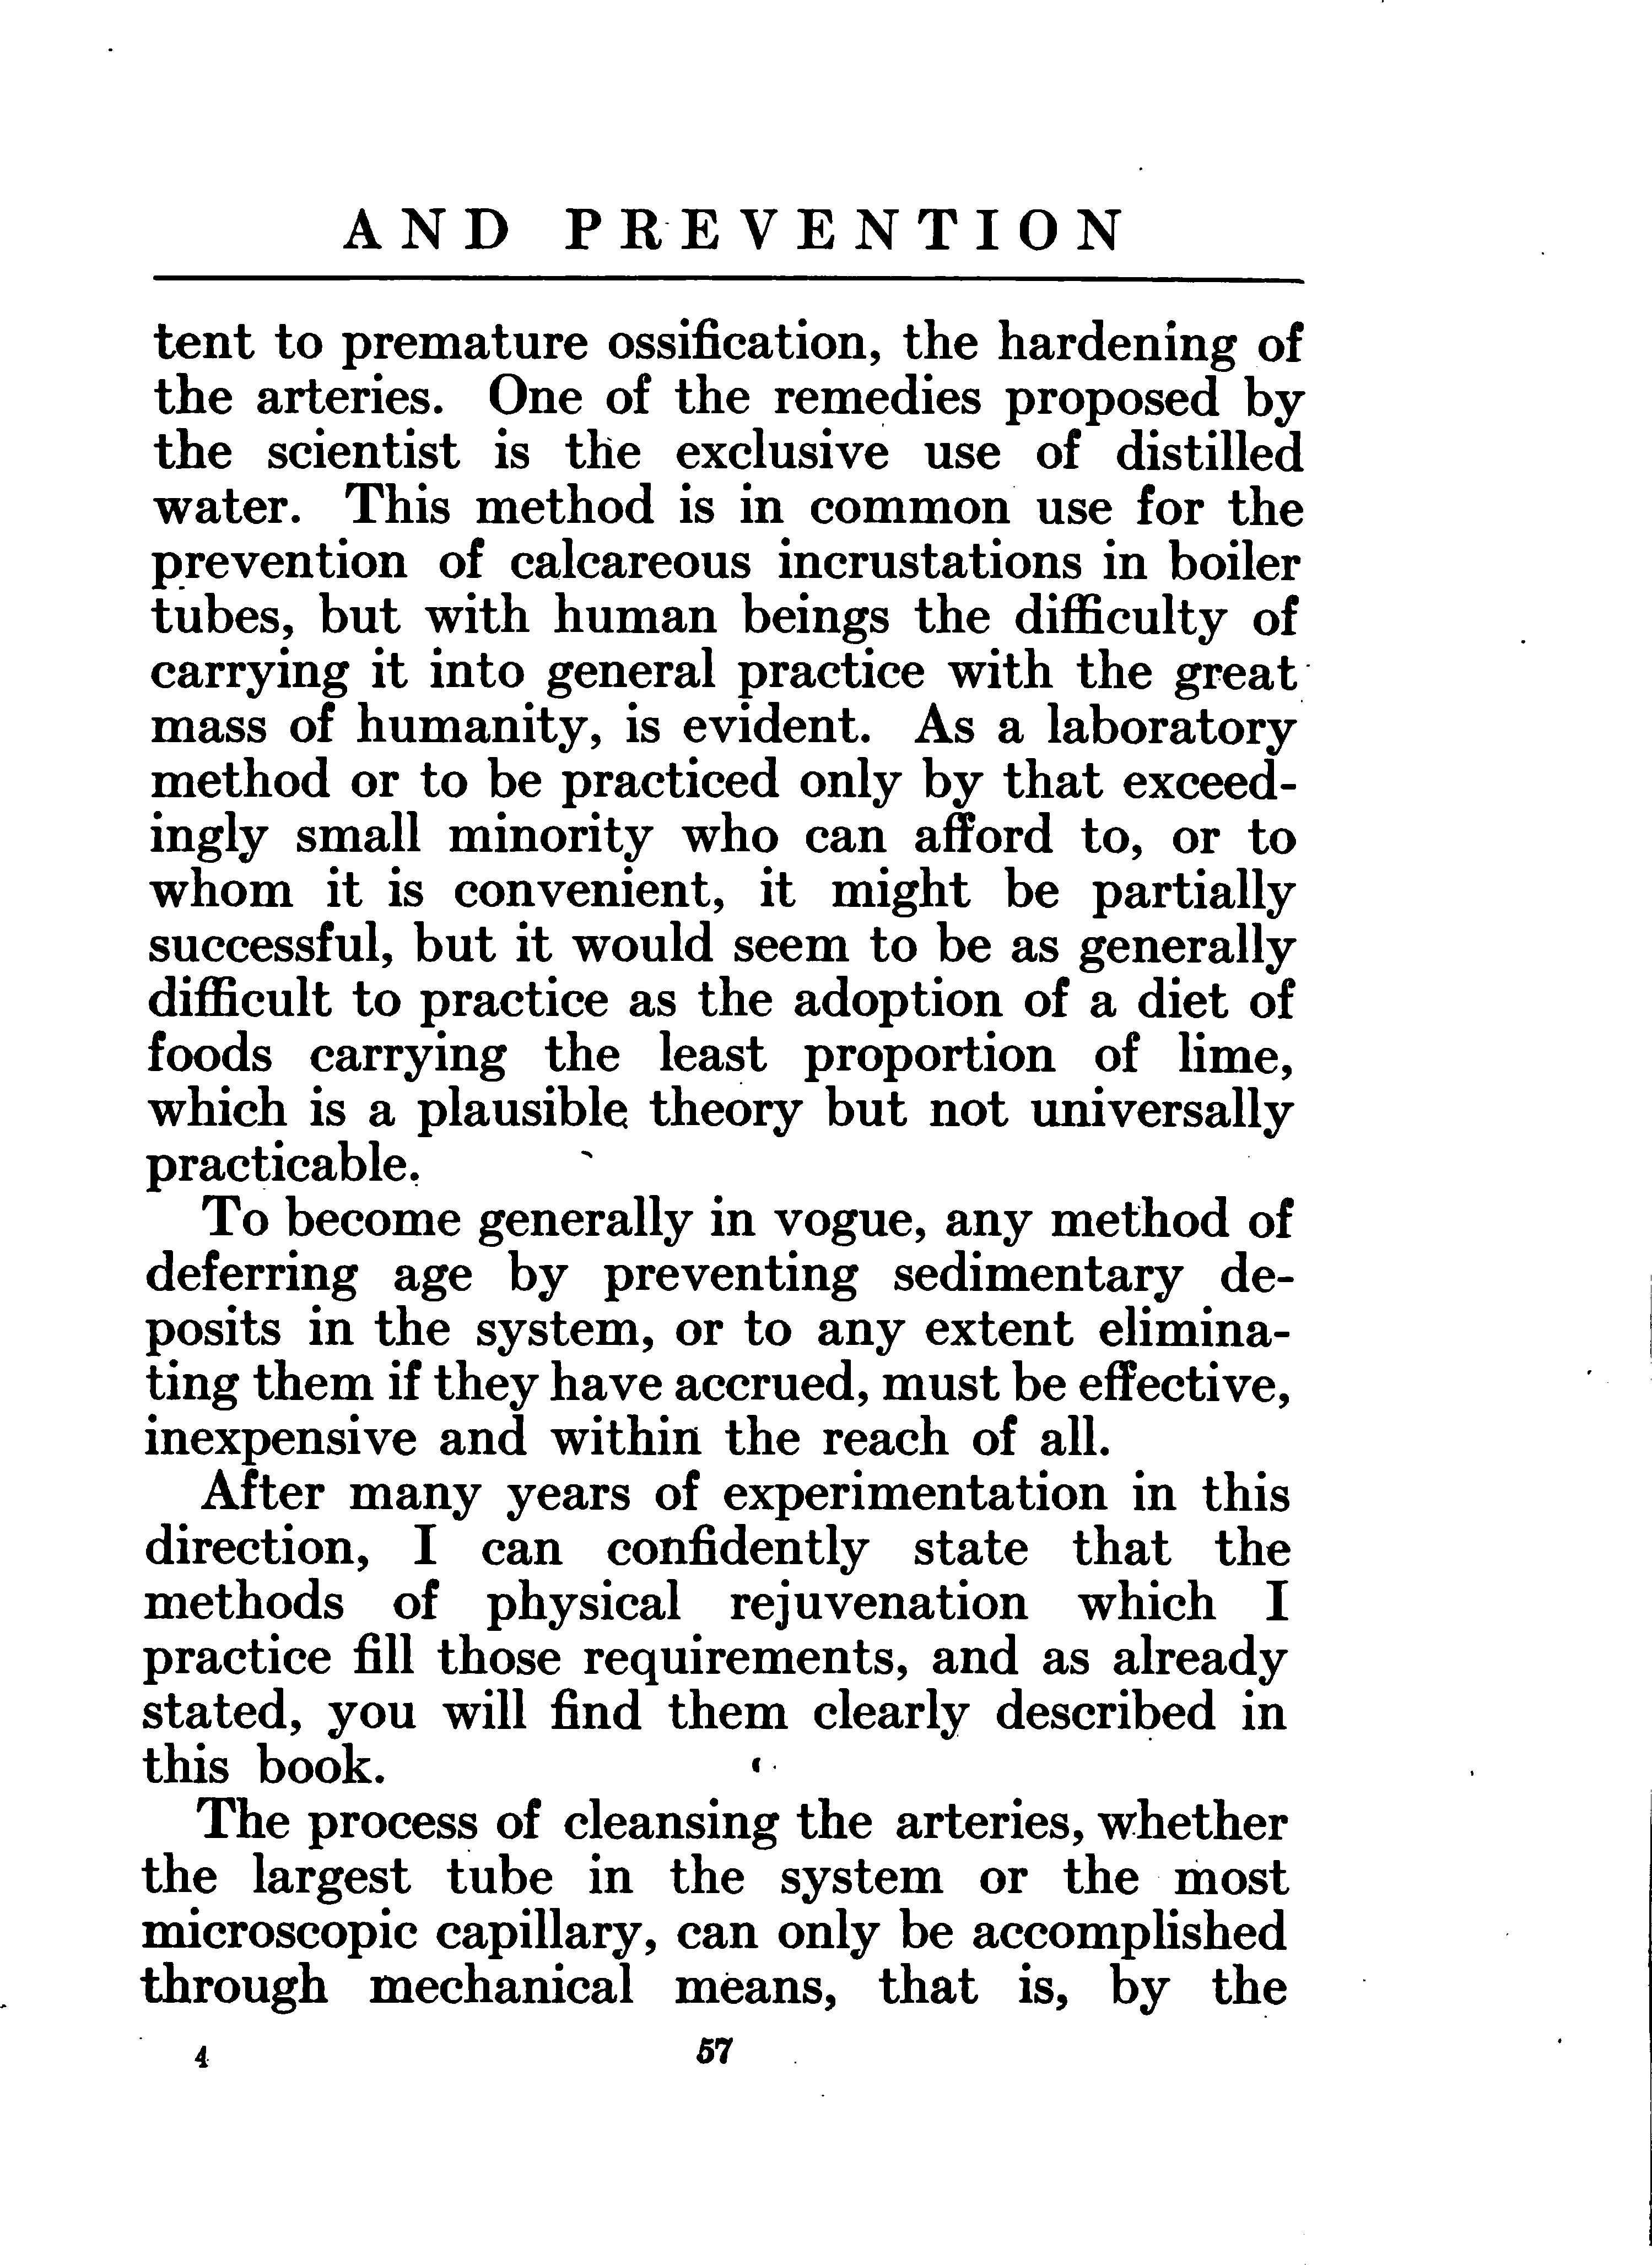 AND PREVENTION
tent to premature ossification, the hardening of
the arteries. One of the remedies proposed by
the scientist is the exclusive use of distilled
water. This method is in common use for the
prevention of calcareous incrustations in boiler
tubes, but with human beings the difficulty of
carrying it into general practice with the great
mass of humanity, is evident. As a laboratory
method or to be practiced only by that exceed-
ingly small minority who can afford to, or to
whom it is convenient, it might be partially
successful, but it would seem to be as generally
difficult to practice as the adoption of a diet of
foods carrying the least proportion of lime,
which is a plausible theory but not universally
practicable.
To become generally in vogue, any method of
deferring age by preventing sedimentary de-
posits in the system, or to any extent elimina-
ting them if they have accrued, must be effective,
inexpensive and within the reach of all.
After many years of experimentation in this
direction, I can confidently state that the
methods of physical rejuvenation which I
practice fill those requirements, and as already
stated, you will find them clearly described in
this book.
The process of cleansing the arteries, whether
the largest tube in the system or the most
microscopic capillary, can only be accomplished
through mechanical means, that is, by the
4 57